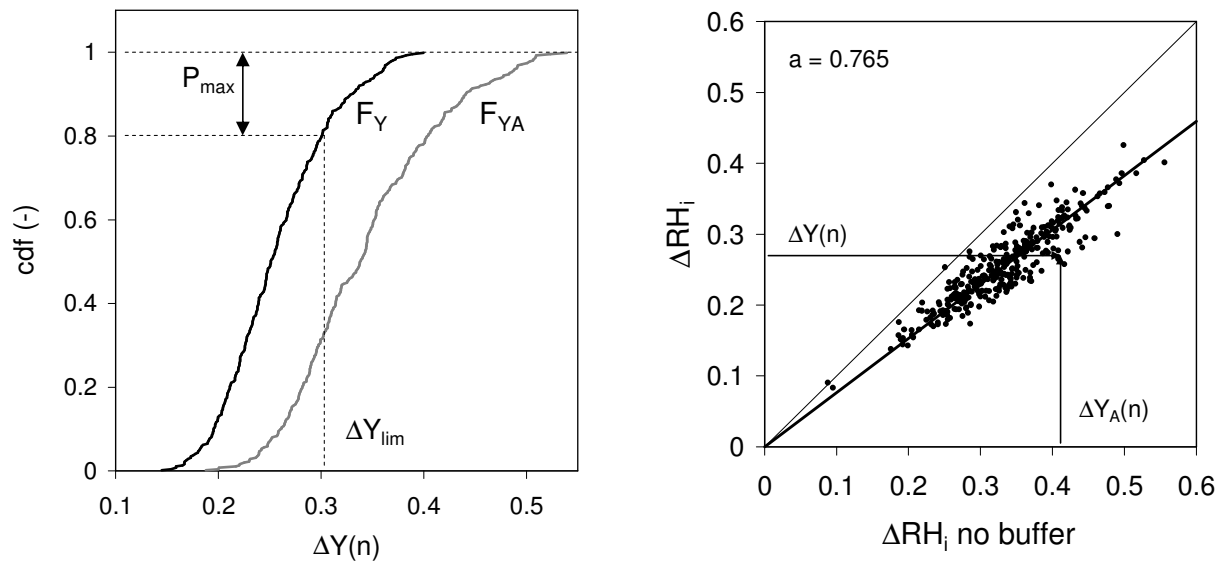 1
0.8
0.6
0.4
0.2
0
cdf (-)
P_max
F_Y
F_YA
ΔY_lim
0.1 0.2 0.3 0.4 0.5
ΔY(n)
0.6
0.5
0.4
0.3
0.2
0.1
0
ΔRH_i
a = 0.765
ΔY(n)
ΔY_A(n)
0 0.1 0.2 0.3 0.4 0.5 0.6
ΔRH_i no buffer